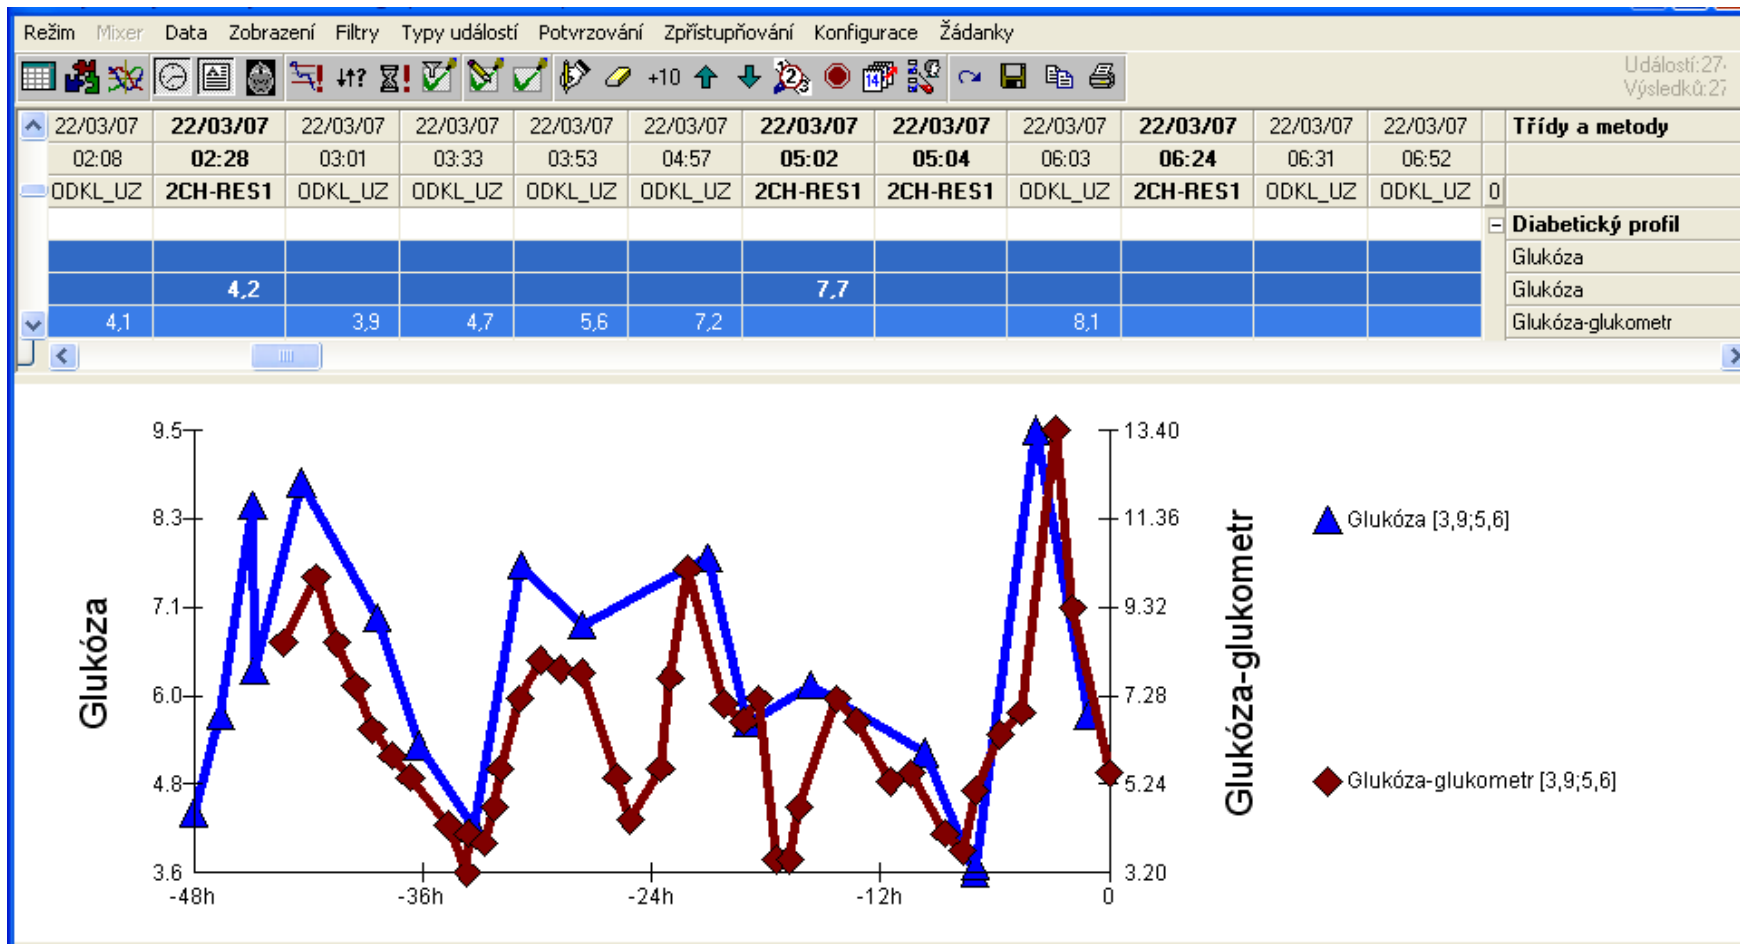 Režim Mixer Data Zobrazení Filtry Typy událostí Potvrzování Zpřístupňování Konfigurace Žádanky
+10
Událostí:27
Výsledků:27
22/03/07 22/03/07 22/03/07 22/03/07 22/03/07 22/03/07 22/03/07 22/03/07 22/03/07 22/03/07 22/03/07 22/03/07 Třídy a metody
02:08 02:28 03:01 03:33 03:53 04:57 05:02 05:04 06:03 06:24 06:31 06:52
ODKL_UZ 2CH-RES1 ODKL_UZ ODKL_UZ ODKL_UZ ODKL_UZ 2CH-RES1 2CH-RES1 ODKL_UZ 2CH-RES1 ODKL_UZ ODKL_UZ 0
Diabetický profil
Glukóza
4,2 7,7 Glukóza
4,1 3,9 4,7 5,6 7,2 8,1 Glukóza-glukometr
9.5 13.40
8.3 11.36
Glukóza [3,9;5,6]
7.1 9.32
Glukóza
Glukóza-glukometr
6.0 7.28
4.8 5.24
Glukóza-glukometr [3,9;5,6]
3.6 3.20
-48h -36h -24h -12h 0